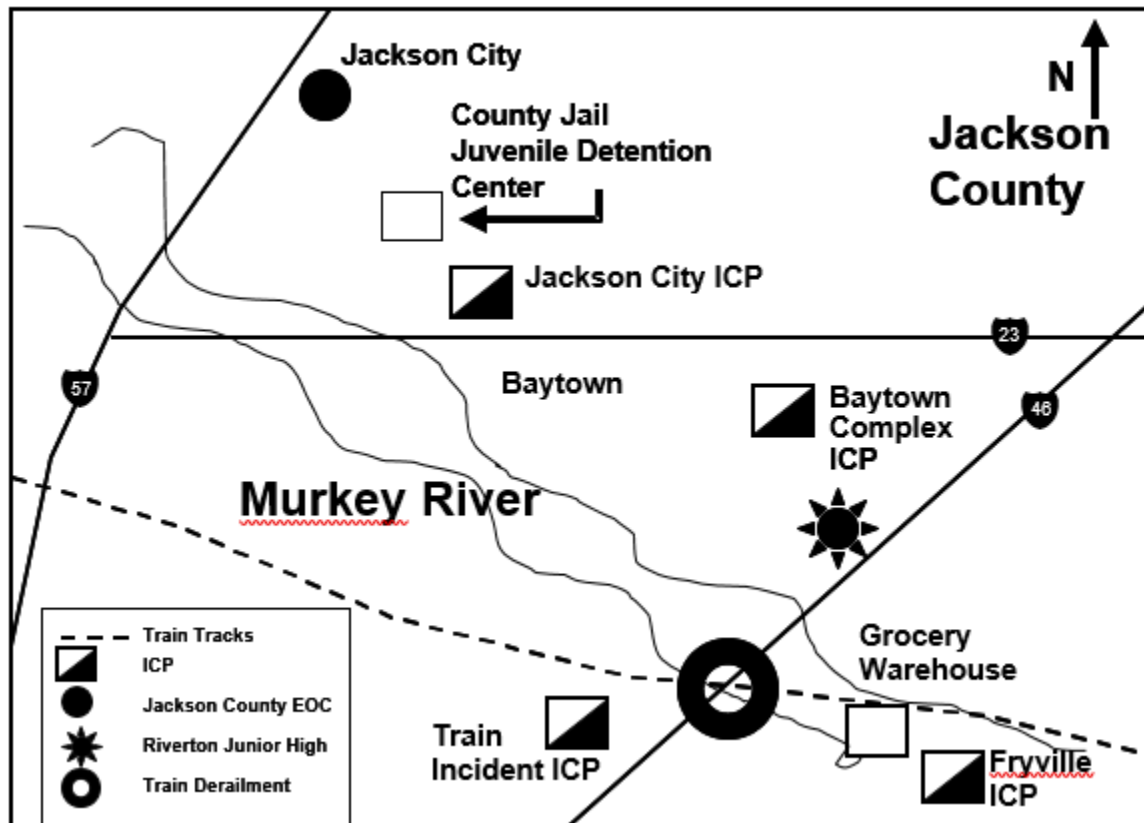 Jackson City
N
Jackson
County
County Jail
Juvenile Detention
Center
Jackson City ICP
23
Baytown
57
46
Baytown
Complex
ICP
Murkey River
Grocery
Warehouse
Train
Incident ICP
Fryville
ICP
Train Tracks
ICP
Jackson County EOC
Riverton Junior High
Train Derailment